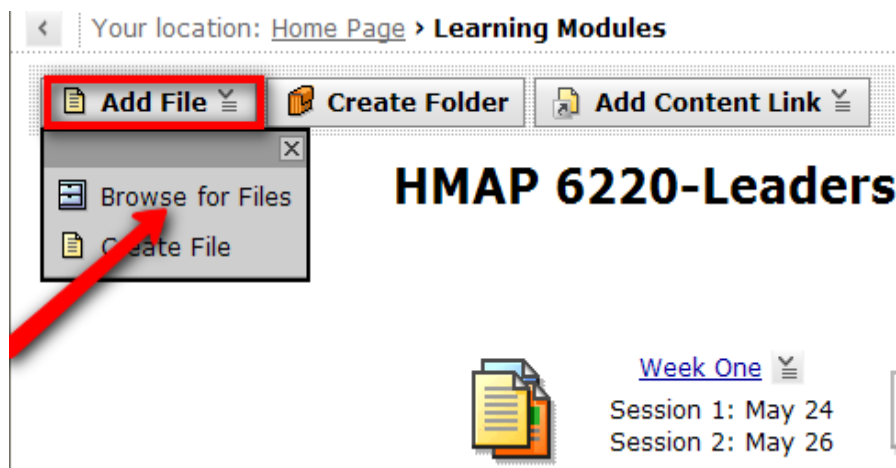 Your location: Home Page › Learning Modules
Add File Create Folder Add Content Link
Browse for Files
Create File
HMAP 6220-Leaders
Week One
Session 1: May 24
Session 2: May 26